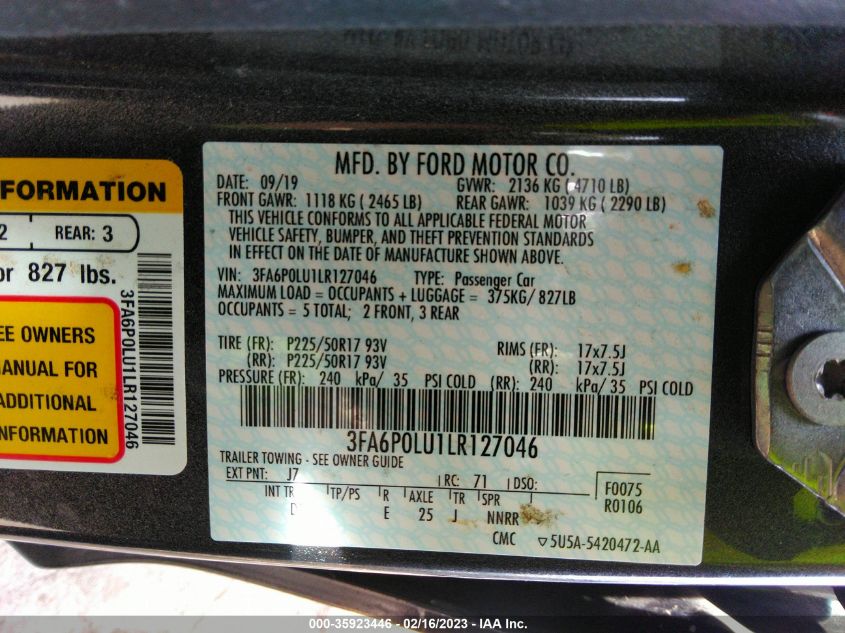 FORMATION
2 REAR: 3
or 827 lbs.
EE OWNERS
MANUAL FOR
ADDITIONAL
INFORMATION
3FA6P0LU1LR127046
MFD. BY FORD MOTOR CO.
DATE: 09/19 GVWR: 2136 KG ( 4710 LB)
FRONT GAWR: 1118 KG ( 2465 LB) REAR GAWR: 1039 KG ( 2290 LB)
THIS VEHICLE CONFORMS TO ALL APPLICABLE FEDERAL MOTOR
VEHICLE SAFETY, BUMPER, AND THEFT PREVENTION STANDARDS
IN EFFECT ON THE DATE OF MANUFACTURE SHOWN ABOVE.
VIN: 3FA6P0LU1LR127046 TYPE: Passenger Car
MAXIMUM LOAD = OCCUPANTS + LUGGAGE = 375KG/ 827LB
OCCUPANTS = 5 TOTAL; 2 FRONT, 3 REAR
TIRE (FR): P225/50R17 93V RIMS (FR): 17x7.5J
(RR): P225/50R17 93V (RR): 17x7.5J
PRESSURE (FR): 240 kPa/ 35 PSI COLD (RR): 240 kPa/ 35 PSI COLD
3FA6P0LU1LR127046
TRAILER TOWING - SEE OWNER GUIDE
EXT PNT: J7 RC: 71 DSO:
INT TR TP/PS R AXLE TR SPR F0075
D E 25 J NNRR R0106
CMC ▽5U5A-5420472-AA
000-35923446 - 02/16/2023 - IAA Inc.